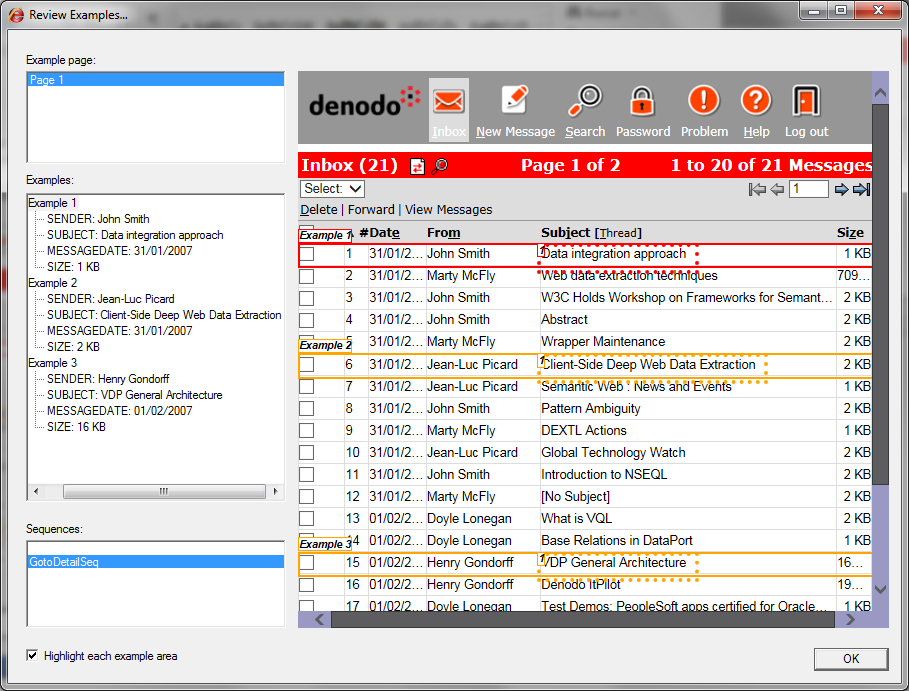 Review Examples...
Example page:
Page 1
Examples:
Example 1
SENDER: John Smith
SUBJECT: Data integration approach
MESSAGEDATE: 31/01/2007
SIZE: 1 KB
Example 2
SENDER: Jean-Luc Picard
SUBJECT: Client-Side Deep Web Data Extraction
MESSAGEDATE: 31/01/2007
SIZE: 2 KB
Example 3
SENDER: Henry Gondorff
SUBJECT: VDP General Architecture
MESSAGEDATE: 01/02/2007
SIZE: 16 KB
Sequences:
GotoDetailSeq
Highlight each example area
denodo
Inbox New Message Search Password Problem Help Log out
Inbox (21) Page 1 of 2 1 to 20 of 21 Messages
Select: 1
Delete | Forward | View Messages
# Date From Subject [Thread] Size
Example 1
1 31/01/2... John Smith 1 Data integration approach 1 KB
2 31/01/2... Marty McFly Web data extraction techniques 709...
3 31/01/2... John Smith W3C Holds Workshop on Frameworks for Semant... 2 KB
4 31/01/2... John Smith Abstract 2 KB
31/01/2... Marty McFly Wrapper Maintenance 2 KB
Example 2
6 31/01/2... Jean-Luc Picard 1 Client-Side Deep Web Data Extraction 2 KB
7 31/01/2... Marty McFly Semantic Web : News and Events 1 KB
8 31/01/2... John Smith Pattern Ambiguity 2 KB
9 31/01/2... Marty McFly DEXTL Actions 1 KB
10 31/01/2... Jean-Luc Picard Global Technology Watch 2 KB
11 31/01/2... John Smith Introduction to NSEQL 2 KB
12 31/01/2... Marty McFly [No Subject] 2 KB
13 01/02/2... Doyle Lonegan What is VQL 2 KB
14 01/02/2... Doyle Lonegan Base Relations in DataPort 2 KB
Example 3
15 01/02/2... Henry Gondorff 1 VDP General Architecture 16...
16 01/02/2... Henry Gondorff Denodo ItPilot 19...
17 01/02/2... Doyle Lonegan Test Demos: PeopleSoft apps certified for Oracle... 1 KB
OK